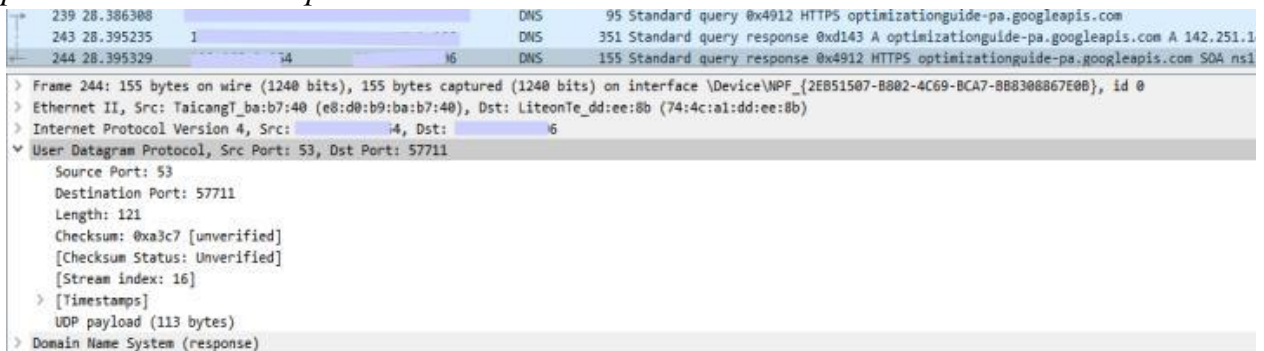 239 28.386308 DNS 95 Standard query 0x4912 HTTPS optimizationguide-pa.googleapis.com
243 28.395235 1 DNS 351 Standard query response 0xd143 A optimizationguide-pa.googleapis.com A 142.251.1
244 28.395329 54 6 DNS 155 Standard query response 0x4912 HTTPS optimizationguide-pa.googleapis.com SOA ns1
Frame 244: 155 bytes on wire (1240 bits), 155 bytes captured (1240 bits) on interface \Device\NPF_{2EB51507-B802-4C69-BCA7-BB8308867E0B}, id 0
Ethernet II, Src: TaicangT_ba:b7:40 (e8:d0:b9:ba:b7:40), Dst: LiteonTe_dd:ee:8b (74:4c:a1:dd:ee:8b)
Internet Protocol Version 4, Src: 4, Dst: 6
User Datagram Protocol, Src Port: 53, Dst Port: 57711
Source Port: 53
Destination Port: 57711
Length: 121
Checksum: 0xa3c7 [unverified]
[Checksum Status: Unverified]
[Stream index: 16]
[Timestamps]
UDP payload (113 bytes)
Domain Name System (response)